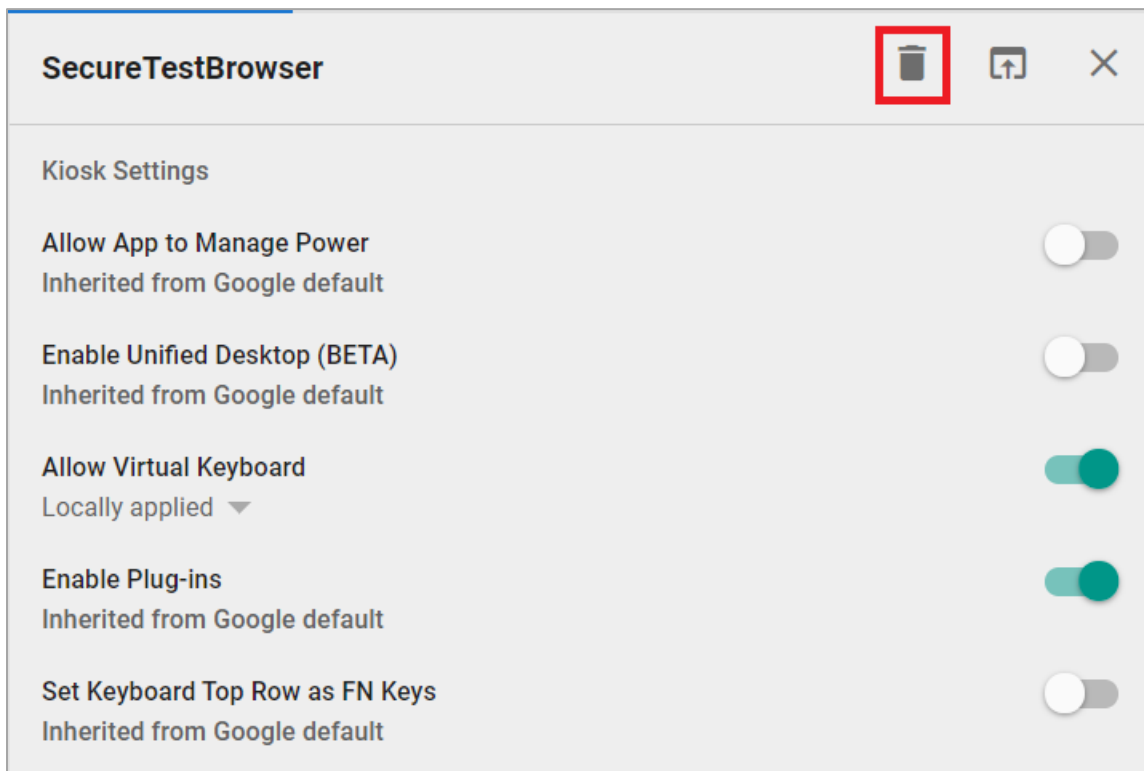 SecureTestBrowser
Kiosk Settings
Allow App to Manage Power
Inherited from Google default
Enable Unified Desktop (BETA)
Inherited from Google default
Allow Virtual Keyboard
Locally applied
Enable Plug-ins
Inherited from Google default
Set Keyboard Top Row as FN Keys
Inherited from Google default